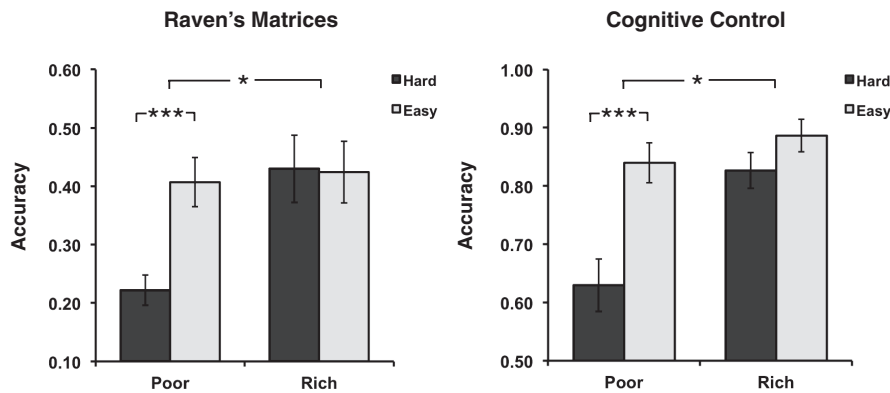 Raven's Matrices
0.60
0.50
0.40
0.30
0.20
0.10
Accuracy
***
*
Hard
Easy
Poor
Rich
Cognitive Control
1.00
0.90
0.80
0.70
0.60
0.50
Accuracy
***
*
Hard
Easy
Poor
Rich